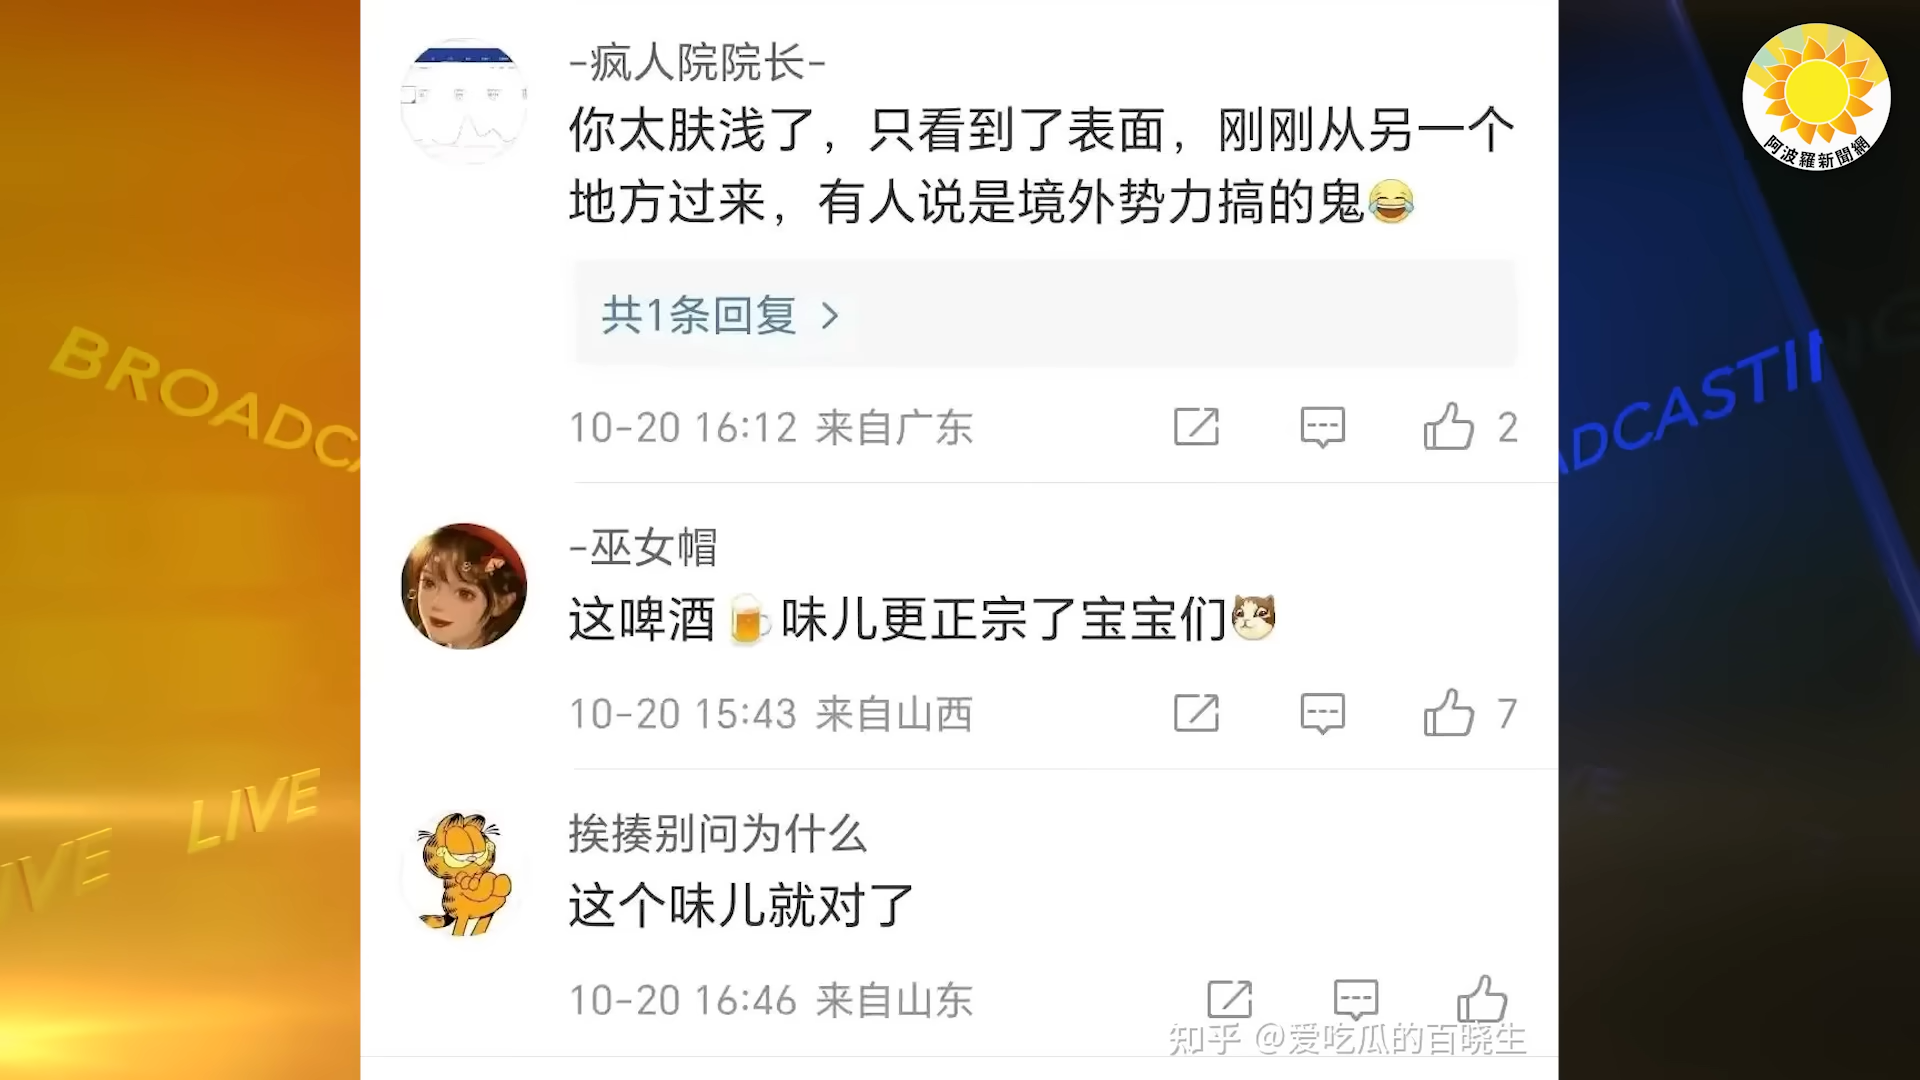 -疯人院院长-
你太肤浅了，只看到了表面，刚刚从另一个
地方过来，有人说是境外势力搞的鬼
共1条回复 >
10-20 16:12 来自广东
2
-巫女帽
这啤酒🍺味儿更正宗了宝宝们
10-20 15:43 来自山西
7
挨揍别问为什么
这个味儿就对了
10-20 16:46 来自山东
知乎 @爱吃瓜的百晓生
阿波羅新聞網
BROADCA
LIVE
IVE
ADCASTING